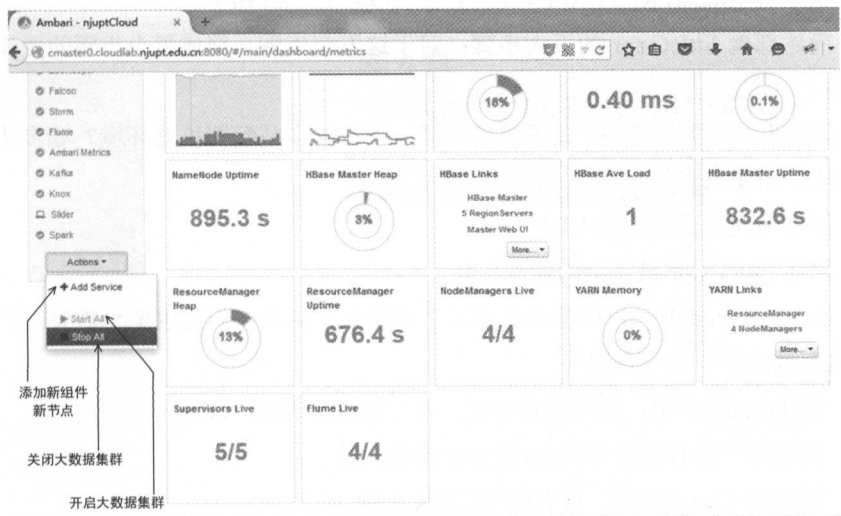 Ambari - njuptCloud
cmaster0.cloudlab.njupt.edu.cn:8080/#/main/dashboard/metrics
Falcon
Storm
Flume
Ambari Metrics
Kafka
Knox
Slider
Spark
Actions
Add Service
Start All
Stop All
18%
0.40 ms
0.1%
NameNode Uptime
895.3 s
HBase Master Heap
3%
HBase Links
HBase Master
5 RegionServers
Master Web UI
More...
HBase Ave Load
1
HBase Master Uptime
832.6 s
ResourceManager
Heap
13%
ResourceManager
Uptime
676.4 s
NodeManagers Live
4/4
YARN Memory
0%
YARN Links
ResourceManager
4 NodeManagers
More...
Supervisors Live
5/5
Flume Live
4/4
添加新组件
新节点
关闭大数据集群
开启大数据集群